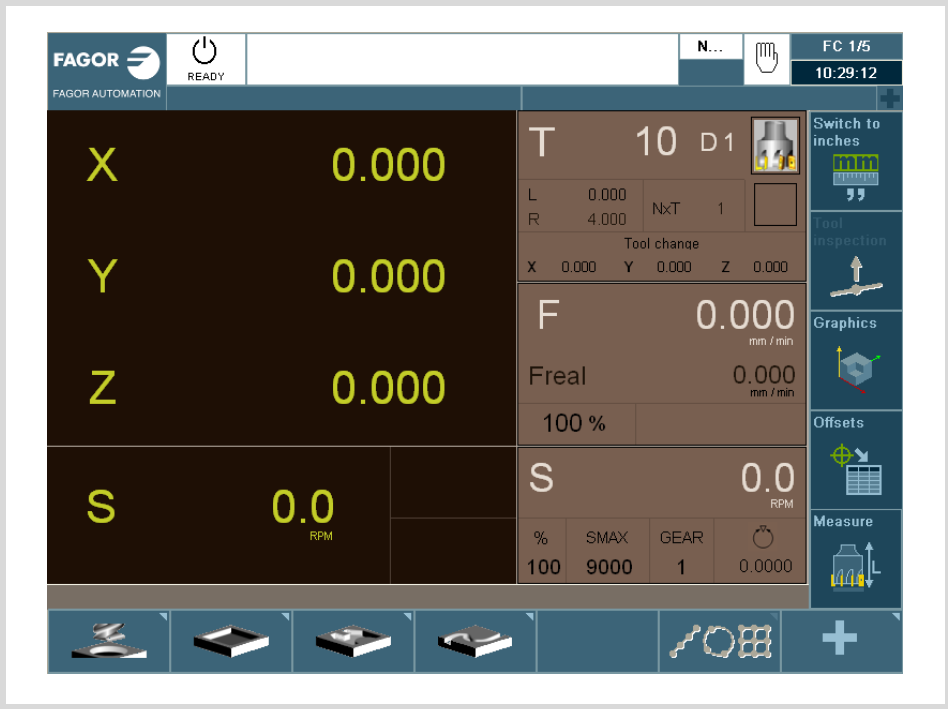 FAGOR
READY
N...
FC 1/5
10:29:12
FAGOR AUTOMATION
X 0.000
Y 0.000
Z 0.000
S 0.0
RPM
T 10 D 1
L 0.000
R 4.000
NxT 1
Tool change
X 0.000 Y 0.000 Z 0.000
F 0.000
mm / min
Freal 0.000
mm / min
100 %
S 0.0
RPM
% SMAX GEAR
100 9000 1 0.0000
Switch to
inches
mm
Tool
inspection
Graphics
Offsets
Measure
L